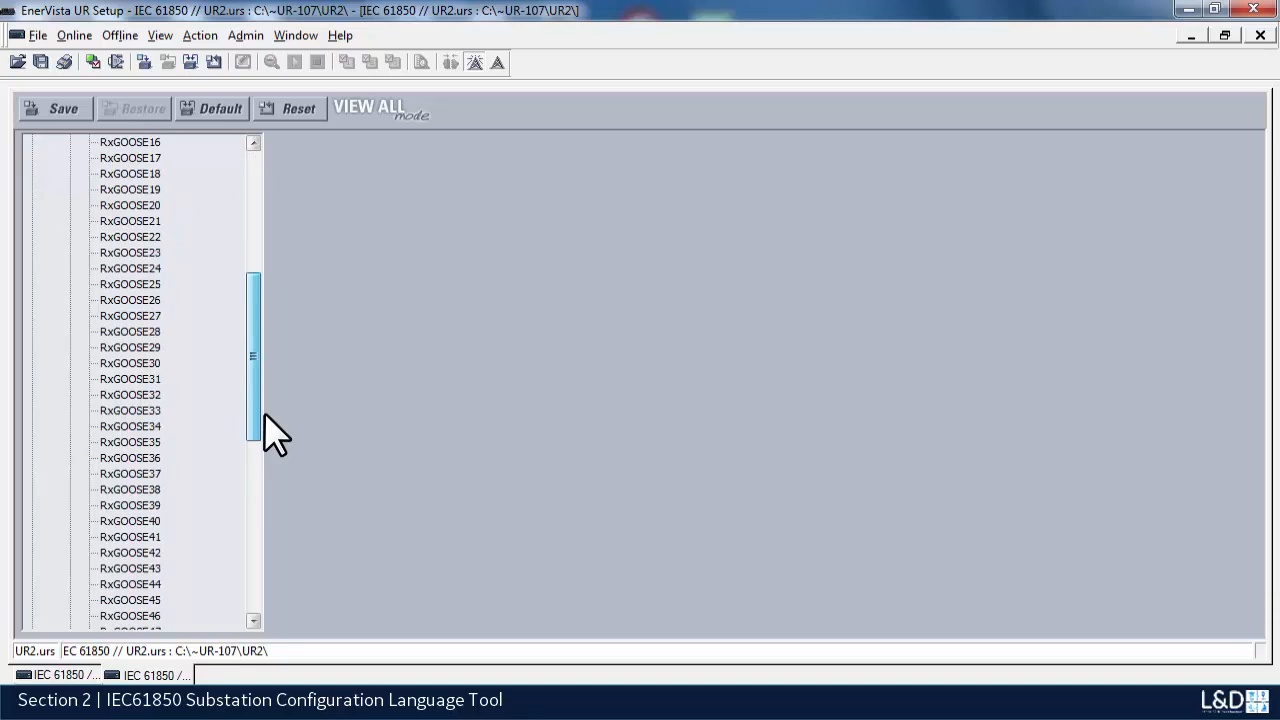 EnerVista UR Setup - IEC 61850 // UR2.urs : C:\~UR-107\UR2\ - [IEC 61850 // UR2.urs : C:\~UR-107\UR2\]
File Online Offline View Action Admin Window Help
Save Restore Default Reset VIEW ALL mode
RxGOOSE16
RxGOOSE17
RxGOOSE18
RxGOOSE19
RxGOOSE20
RxGOOSE21
RxGOOSE22
RxGOOSE23
RxGOOSE24
RxGOOSE25
RxGOOSE26
RxGOOSE27
RxGOOSE28
RxGOOSE29
RxGOOSE30
RxGOOSE31
RxGOOSE32
RxGOOSE33
RxGOOSE34
RxGOOSE35
RxGOOSE36
RxGOOSE37
RxGOOSE38
RxGOOSE39
RxGOOSE40
RxGOOSE41
RxGOOSE42
RxGOOSE43
RxGOOSE44
RxGOOSE45
RxGOOSE46
UR2.urs EC 61850 // UR2.urs : C:\~UR-107\UR2\
IEC 61850 /... IEC 61850 /...
Section 2 | IEC61850 Substation Configuration Language Tool
L&D